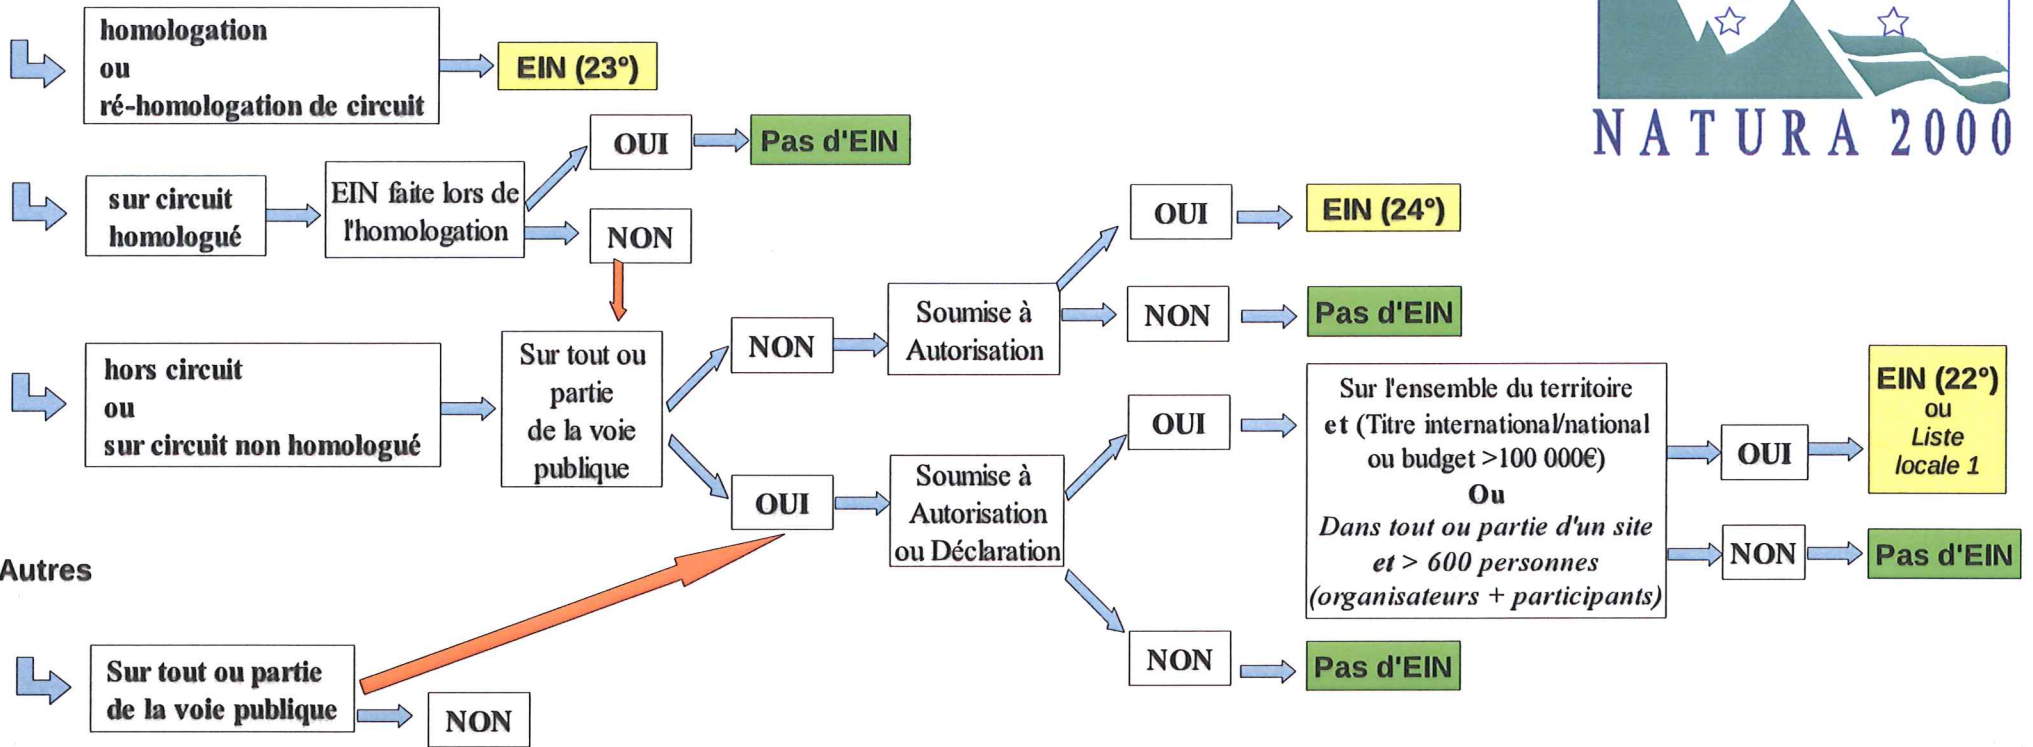 homologation
ou
ré-homologation de circuit
EIN (23°)
NATURA 2000
OUI
Pas d'EIN
sur circuit
homologué
EIN faite lors de
l'homologation
NON
OUI
EIN (24°)
Soumise à
Autorisation
NON
Pas d'EIN
hors circuit
ou
sur circuit non homologué
Sur tout ou
partie
de la voie
publique
NON
OUI
Soumise à
Autorisation
ou Déclaration
OUI
Sur l'ensemble du territoire
et (Titre international/national
ou budget >100 000€)
Ou
Dans tout ou partie d'un site
et > 600 personnes
(organisateurs + participants)
OUI
EIN (22°)
ou
Liste
locale 1
NON
Pas d'EIN
NON
Pas d'EIN
Autres
Sur tout ou partie
de la voie publique
NON